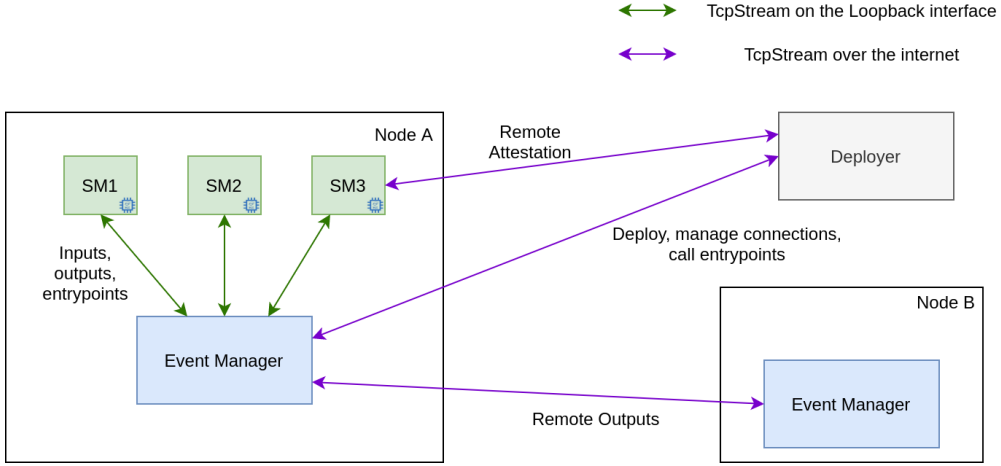 TcpStream on the Loopback interface
TcpStream over the internet
Node A
SM1
SM2
SM3
Remote
Attestation
Deployer
Inputs,
outputs,
entrypoints
Deploy, manage connections,
call entrypoints
Node B
Event Manager
Event Manager
Remote Outputs